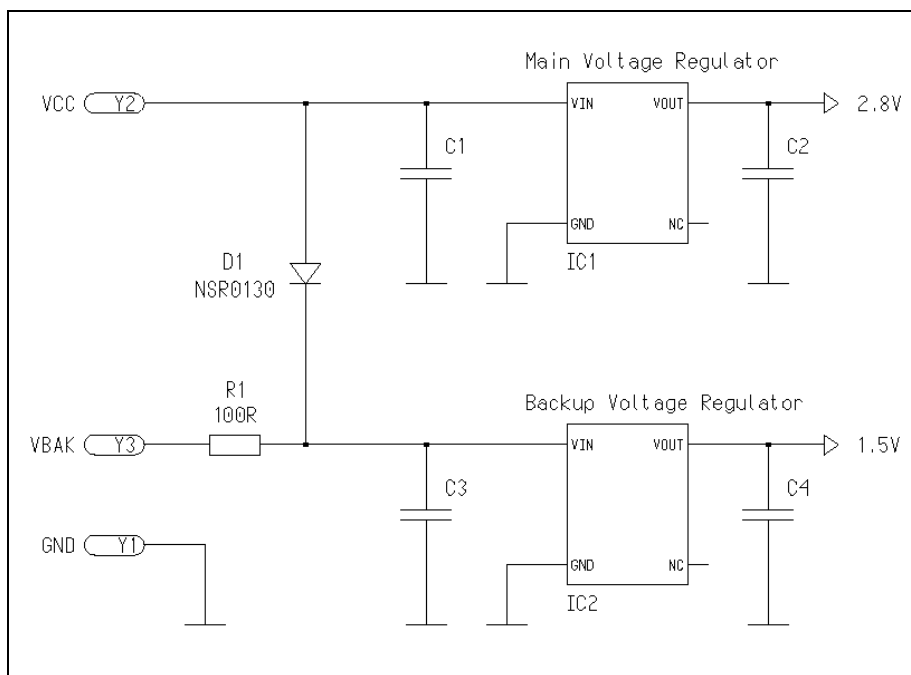 Main Voltage Regulator
VCC Y2
VIN VOUT
2.8V
C1
C2
GND NC
IC1
D1
NSR0130
R1
100R
Backup Voltage Regulator
VBAK Y3
VIN VOUT
1.5V
C3
C4
GND Y1
GND NC
IC2